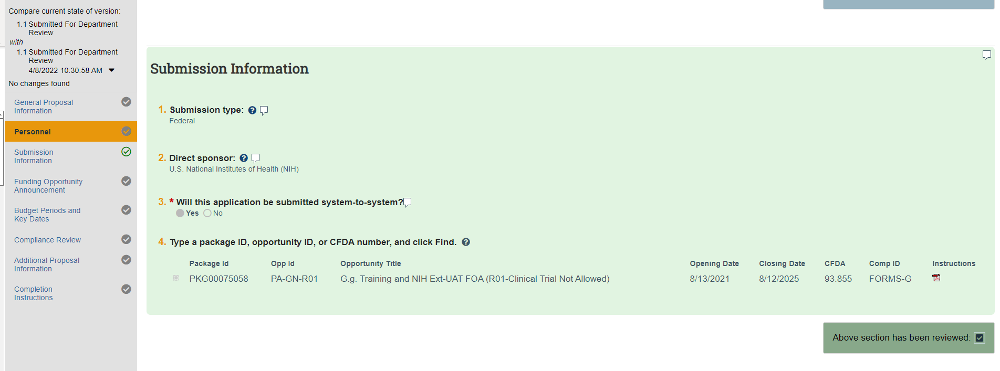 Compare current state of version:
1.1 Submitted For Department
Review
with
1.1 Submitted For Department
Review
4/8/2022 10:30:58 AM
No changes found
General Proposal
Information
Personnel
Submission
Information
Funding Opportunity
Announcement
Budget Periods and
Key Dates
Compliance Review
Additional Proposal
Information
Completion
Instructions
Submission Information
1. Submission type:
Federal
2. Direct sponsor:
U.S. National Institutes of Health (NIH)
3. * Will this application be submitted system-to-system?
Yes No
4. Type a package ID, opportunity ID, or CFDA number, and click Find.
Package Id Opp Id Opportunity Title Opening Date Closing Date CFDA Comp ID Instructions
PKG00075058 PA-GN-R01 G.g. Training and NIH Ext-UAT FOA (R01-Clinical Trial Not Allowed) 8/13/2021 8/12/2025 93.855 FORMS-G
Above section has been reviewed: